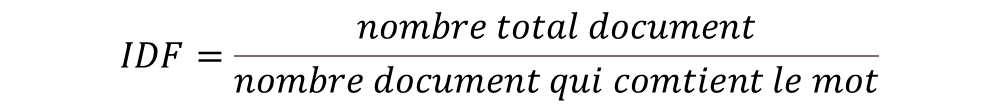 nombre total document
IDF =
nombre document qui comtient le mot